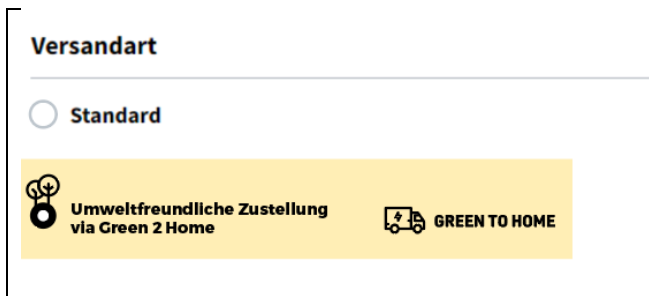 Versandart
Standard
Umweltfreundliche Zustellung
via Green 2 Home
GREEN TO HOME